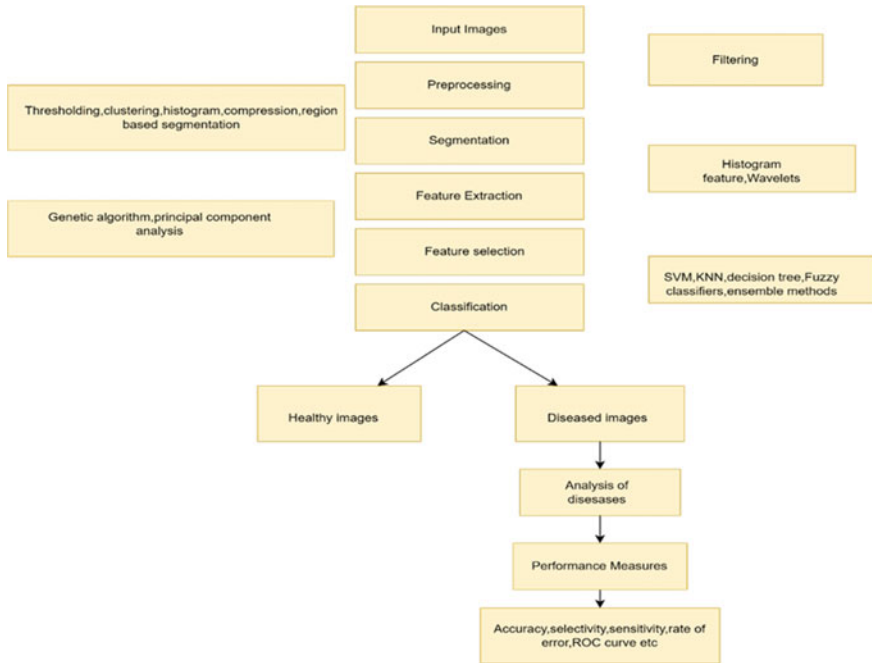 Input Images
Filtering
Preprocessing
Thresholding,clustering,histogram,compression,region
based segmentation
Segmentation
Histogram
feature,Wavelets
Feature Extraction
Genetic algorithm,principal component
analysis
Feature selection
SVM,KNN,decision tree,Fuzzy
classifiers,ensemble methods
Classification
Healthy images
Diseased images
Analysis of
disesases
Performance Measures
Accuracy,selectivity,sensitivity,rate of
error,ROC curve etc